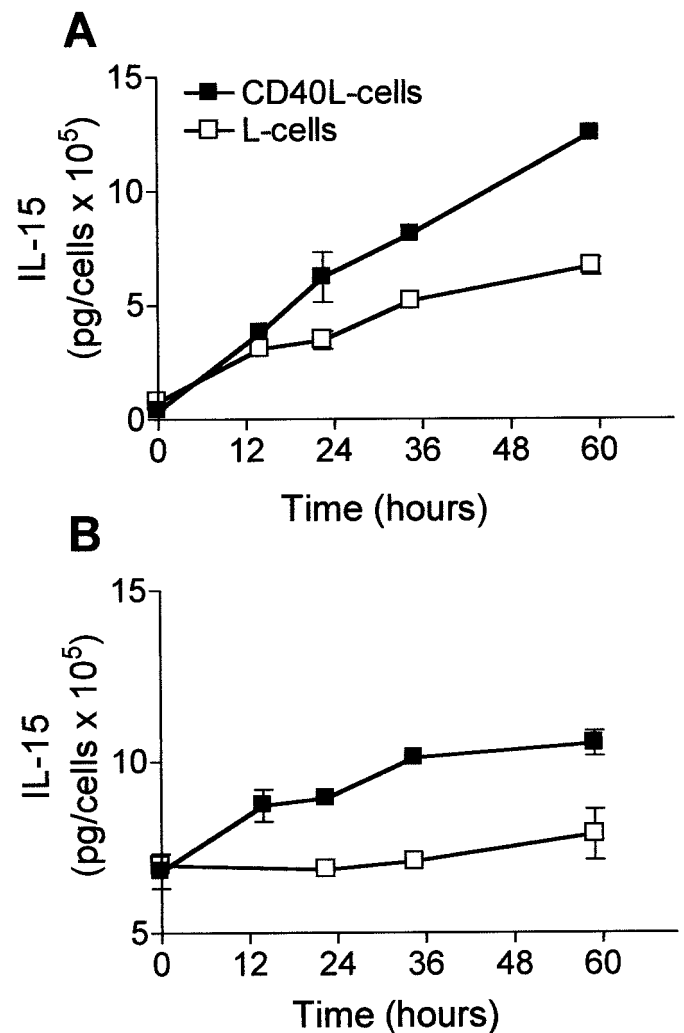 A
15
CD40L-cells
L-cells
10
IL-15
(pg/cells x 10⁵)
5
0
0 12 24 36 48 60
Time (hours)
B
15
IL-15
(pg/cells x 10⁵)
10
5
0 12 24 36 48 60
Time (hours)